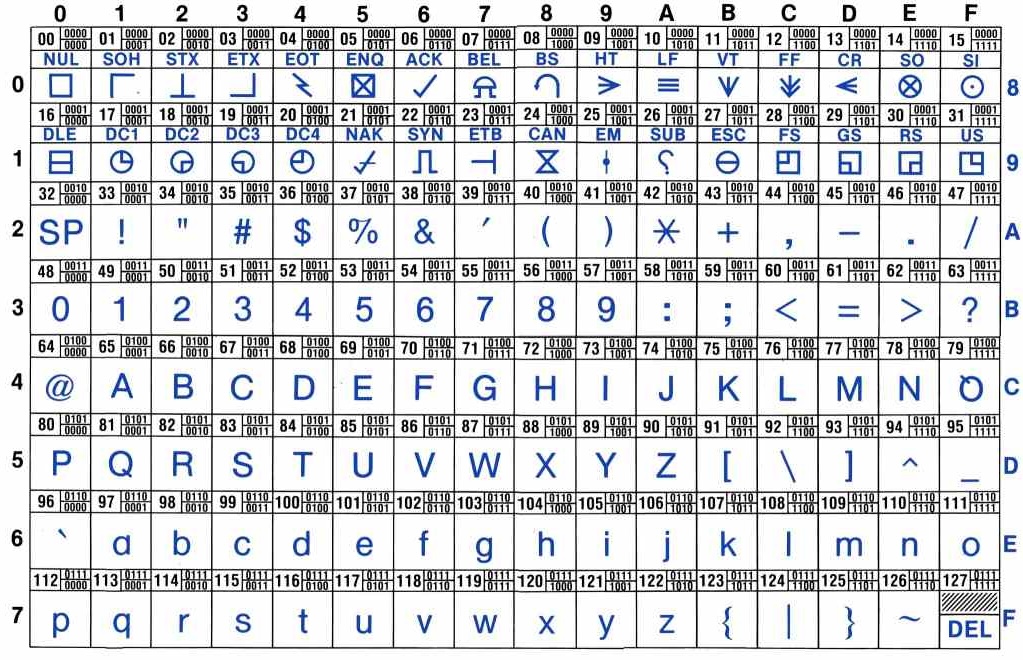 0 1 2 3 4 5 6 7 8 9 A B C D E F
00 0000 0000 01 0000 0001 02 0000 0010 03 0000 0011 04 0000 0100 05 0000 0101 06 0000 0110 07 0000 0111 08 0000 1000 09 0000 1001 10 0000 1010 11 0000 1011 12 0000 1100 13 0000 1101 14 0000 1110 15 0000 1111
NUL SOH STX ETX EOT ENQ ACK BEL BS HT LF VT FF CR SO SI
0 8
16 0001 0000 17 0001 0001 18 0001 0010 19 0001 0011 20 0001 0100 21 0001 0101 22 0001 0110 23 0001 0111 24 0001 1000 25 0001 1001 26 0001 1010 27 0001 1011 28 0001 1100 29 0001 1101 30 0001 1110 31 0001 1111
DLE DC1 DC2 DC3 DC4 NAK SYN ETB CAN EM SUB ESC FS GS RS US
1 9
32 0010 0000 33 0010 0001 34 0010 0010 35 0010 0011 36 0010 0100 37 0010 0101 38 0010 0110 39 0010 0111 40 0010 1000 41 0010 1001 42 0010 1010 43 0010 1011 44 0010 1100 45 0010 1101 46 0010 1110 47 0010 1111
2 SP ! " # $ % & ′ ( ) * + , − . / A
48 0011 0000 49 0011 0001 50 0011 0010 51 0011 0011 52 0011 0100 53 0011 0101 54 0011 0110 55 0011 0111 56 0011 1000 57 0011 1001 58 0011 1010 59 0011 1011 60 0011 1100 61 0011 1101 62 0011 1110 63 0011 1111
3 0 1 2 3 4 5 6 7 8 9 : ; < = > ? B
64 0100 0000 65 0100 0001 66 0100 0010 67 0100 0011 68 0100 0100 69 0100 0101 70 0100 0110 71 0100 0111 72 0100 1000 73 0100 1001 74 0100 1010 75 0100 1011 76 0100 1100 77 0100 1101 78 0100 1110 79 0100 1111
4 @ A B C D E F G H I J K L M N O C
80 0101 0000 81 0101 0001 82 0101 0010 83 0101 0011 84 0101 0100 85 0101 0101 86 0101 0110 87 0101 0111 88 0101 1000 89 0101 1001 90 0101 1010 91 0101 1011 92 0101 1100 93 0101 1101 94 0101 1110 95 0101 1111
5 P Q R S T U V W X Y Z [ \ ] ^ _ D
96 0110 0000 97 0110 0001 98 0110 0010 99 0110 0011 100 0110 0100 101 0110 0101 102 0110 0110 103 0110 0111 104 0110 1000 105 0110 1001 106 0110 1010 107 0110 1011 108 0110 1100 109 0110 1101 110 0110 1110 111 0110 1111
6 ` a b c d e f g h i j k l m n o E
112 0111 0000 113 0111 0001 114 0111 0010 115 0111 0011 116 0111 0100 117 0111 0101 118 0111 0110 119 0111 0111 120 0111 1000 121 0111 1001 122 0111 1010 123 0111 1011 124 0111 1100 125 0111 1101 126 0111 1110 127 0111 1111
7 p q r s t u v w x y z { | } ~ DEL F